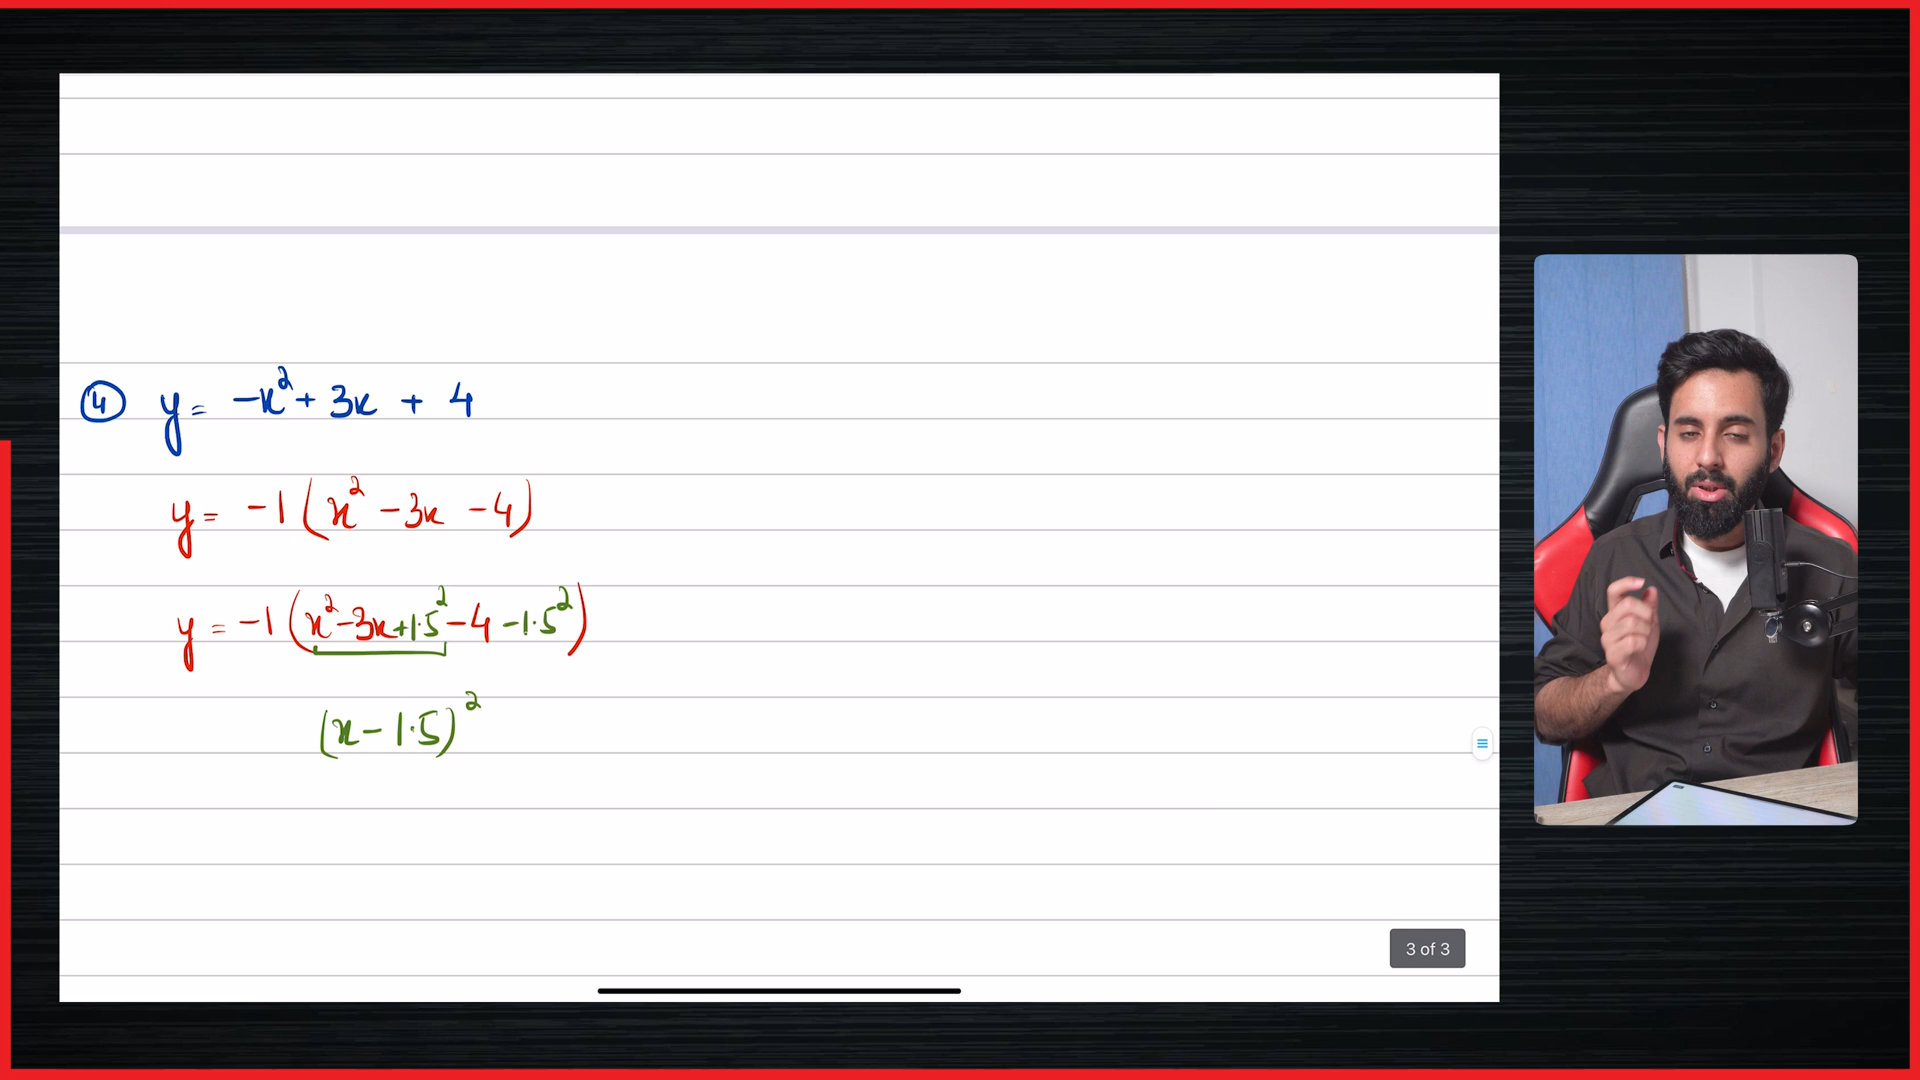 ④ y = -x² + 3x + 4
y = -1 (x² - 3x - 4)
y = -1 (x² - 3x + 1.5² - 4 - 1.5²)
(x - 1.5)²
3 of 3